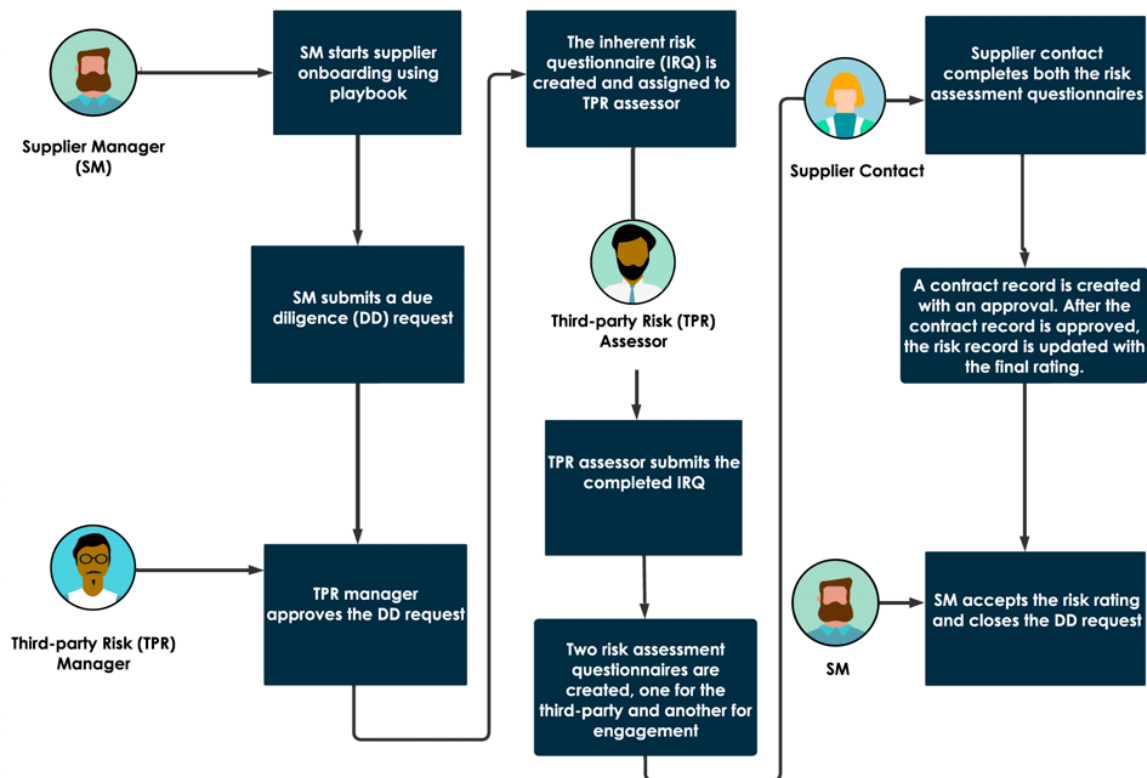 Supplier Manager
(SM)
SM starts supplier
onboarding using
playbook
SM submits a due
diligence (DD) request
Third-party Risk (TPR)
Manager
TPR manager
approves the DD request
The inherent risk
questionnaire (IRQ) is
created and assigned to
TPR assessor
Third-party Risk (TPR)
Assessor
TPR assessor submits the
completed IRQ
Two risk assessment
questionnaires are
created, one for the
third-party and another for
engagement
Supplier Contact
Supplier contact
completes both the risk
assessment questionnaires
A contract record is created
with an approval. After the
contract record is approved,
the risk record is updated with
the final rating.
SM
SM accepts the risk rating
and closes the DD request